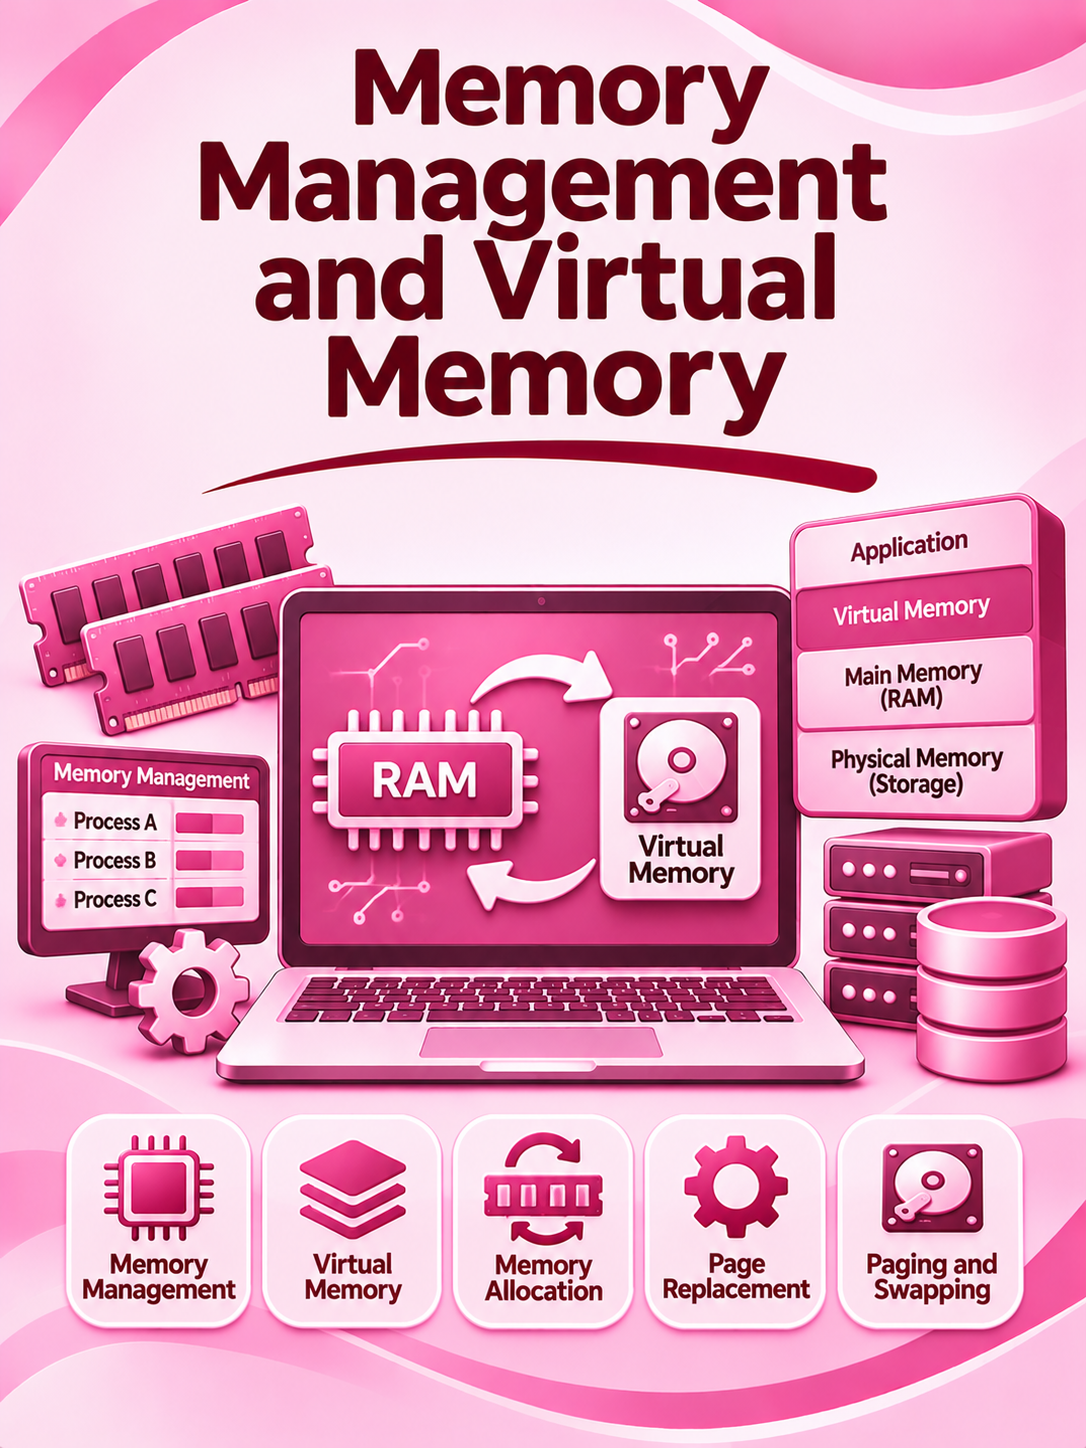 Memory
Management
and Virtual
Memory
Application
Virtual Memory
Main Memory
(RAM)
Physical Memory
(Storage)
Memory Management
Process A
Process B
Process C
RAM
Virtual
Memory
Memory
Management
Virtual
Memory
Memory
Allocation
Page
Replacement
Paging and
Swapping